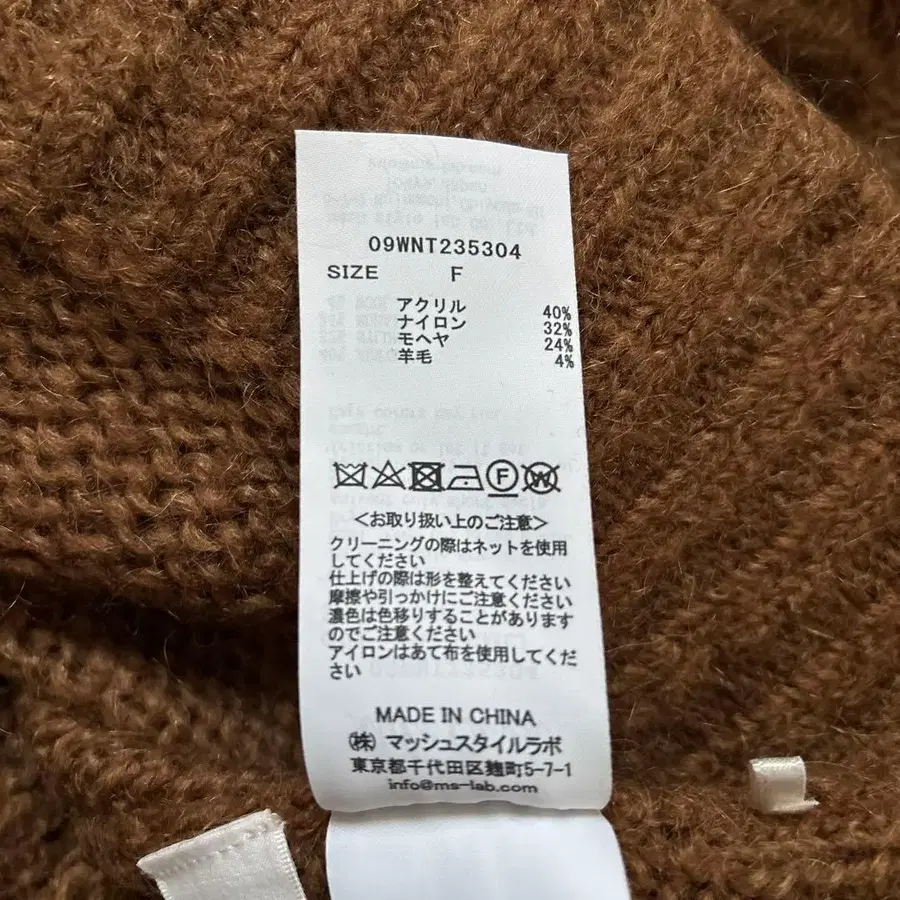 09WNT235304
SIZE F
アクリル 40%
ナイロン 32%
モヘヤ 24%
羊毛 4%
F
W
<お取り扱い上のご注意>
クリーニングの際はネットを使用
してください
仕上げの際は形を整えてください
摩擦や引っかけにご注意ください
濃色は色移りすることがあります
のでご注意ください
アイロンはあて布を使用してくだ
さい
MADE IN CHINA
㈱ マッシュスタイルラボ
東京都千代田区麹町5-7-1
info@ms-lab.com